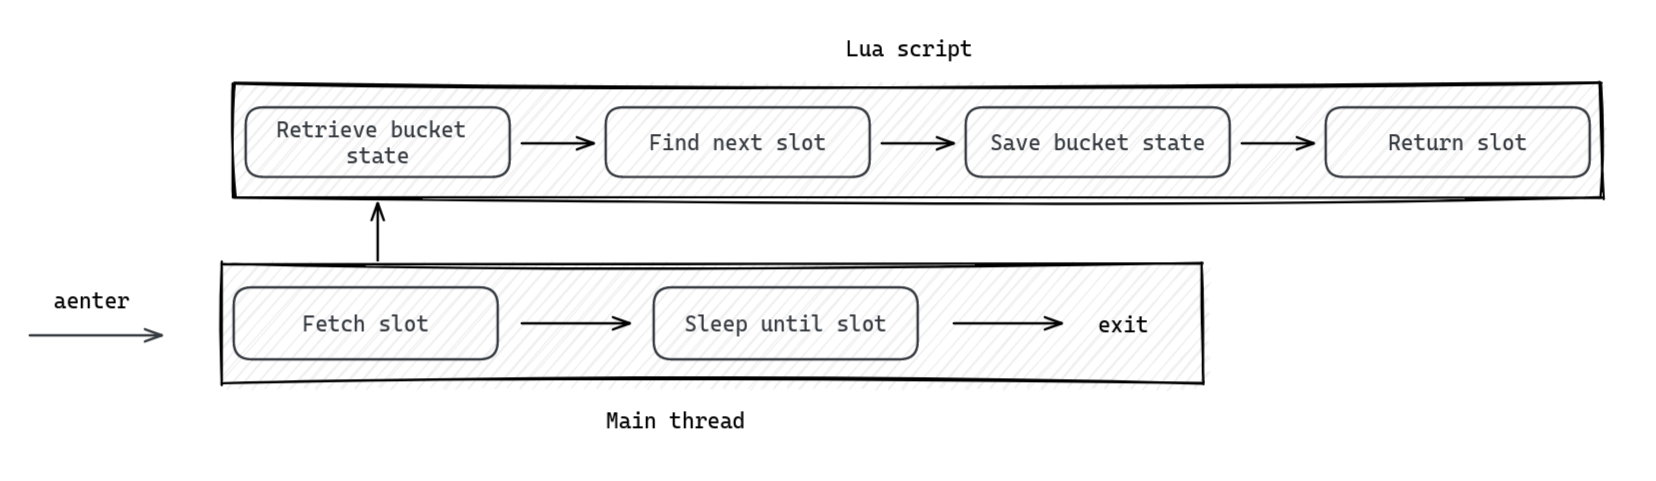 Lua script
Retrieve bucket
state
Find next slot
Save bucket state
Return slot
aenter
Fetch slot
Sleep until slot
exit
Main thread